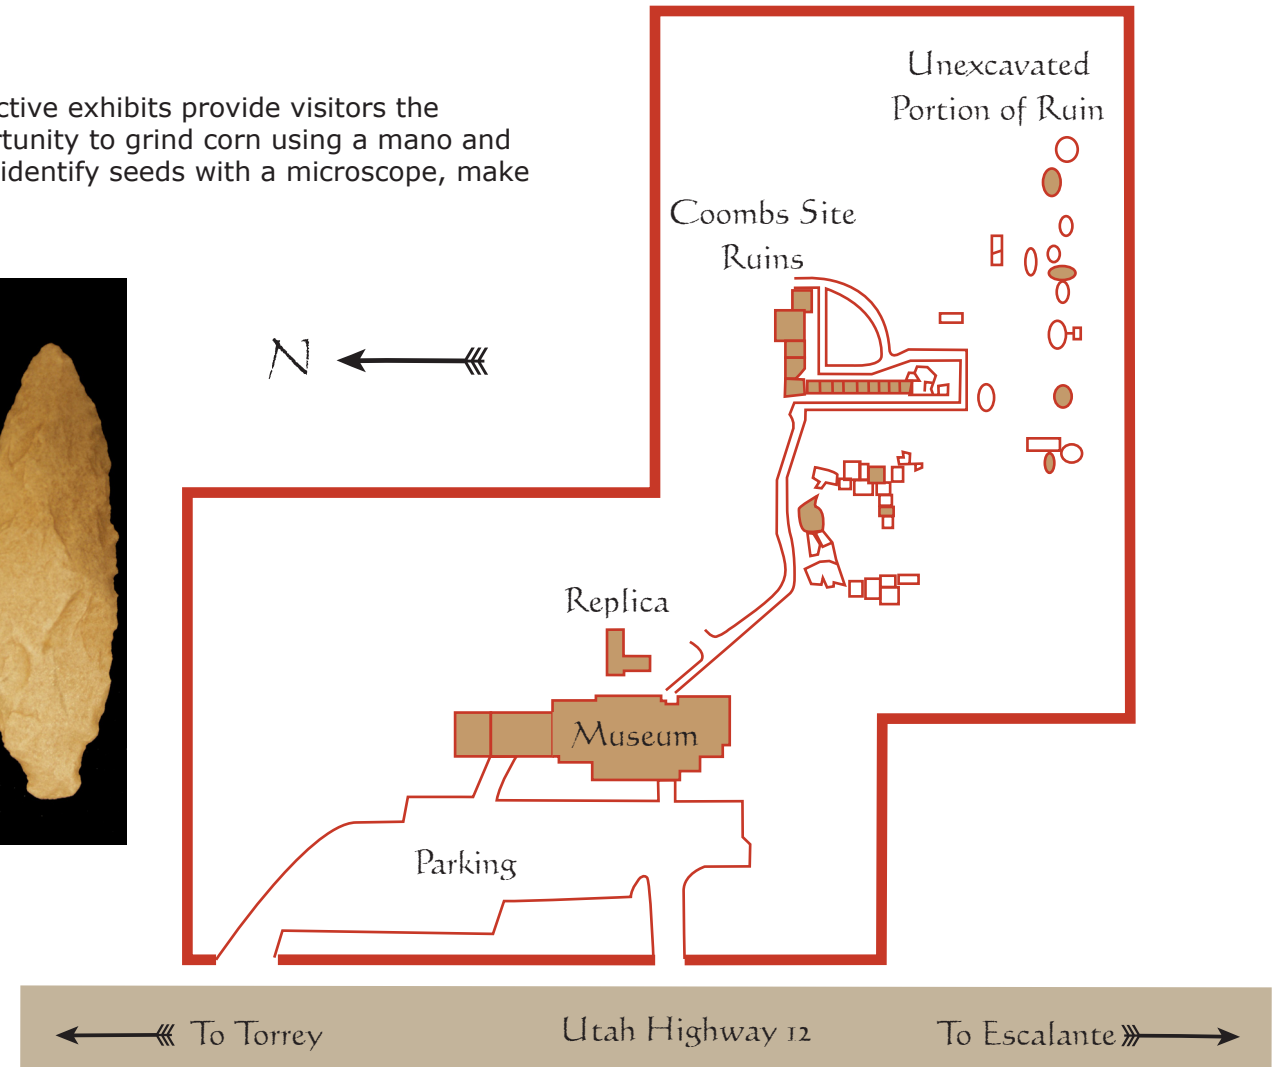 ctive exhibits provide visitors the
rtunity to grind corn using a mano and
identify seeds with a microscope, make
Unexcavated
Portion of Ruin
Coombs Site
Ruins
N
Replica
Museum
Parking
To Torrey
Utah Highway 12
To Escalante